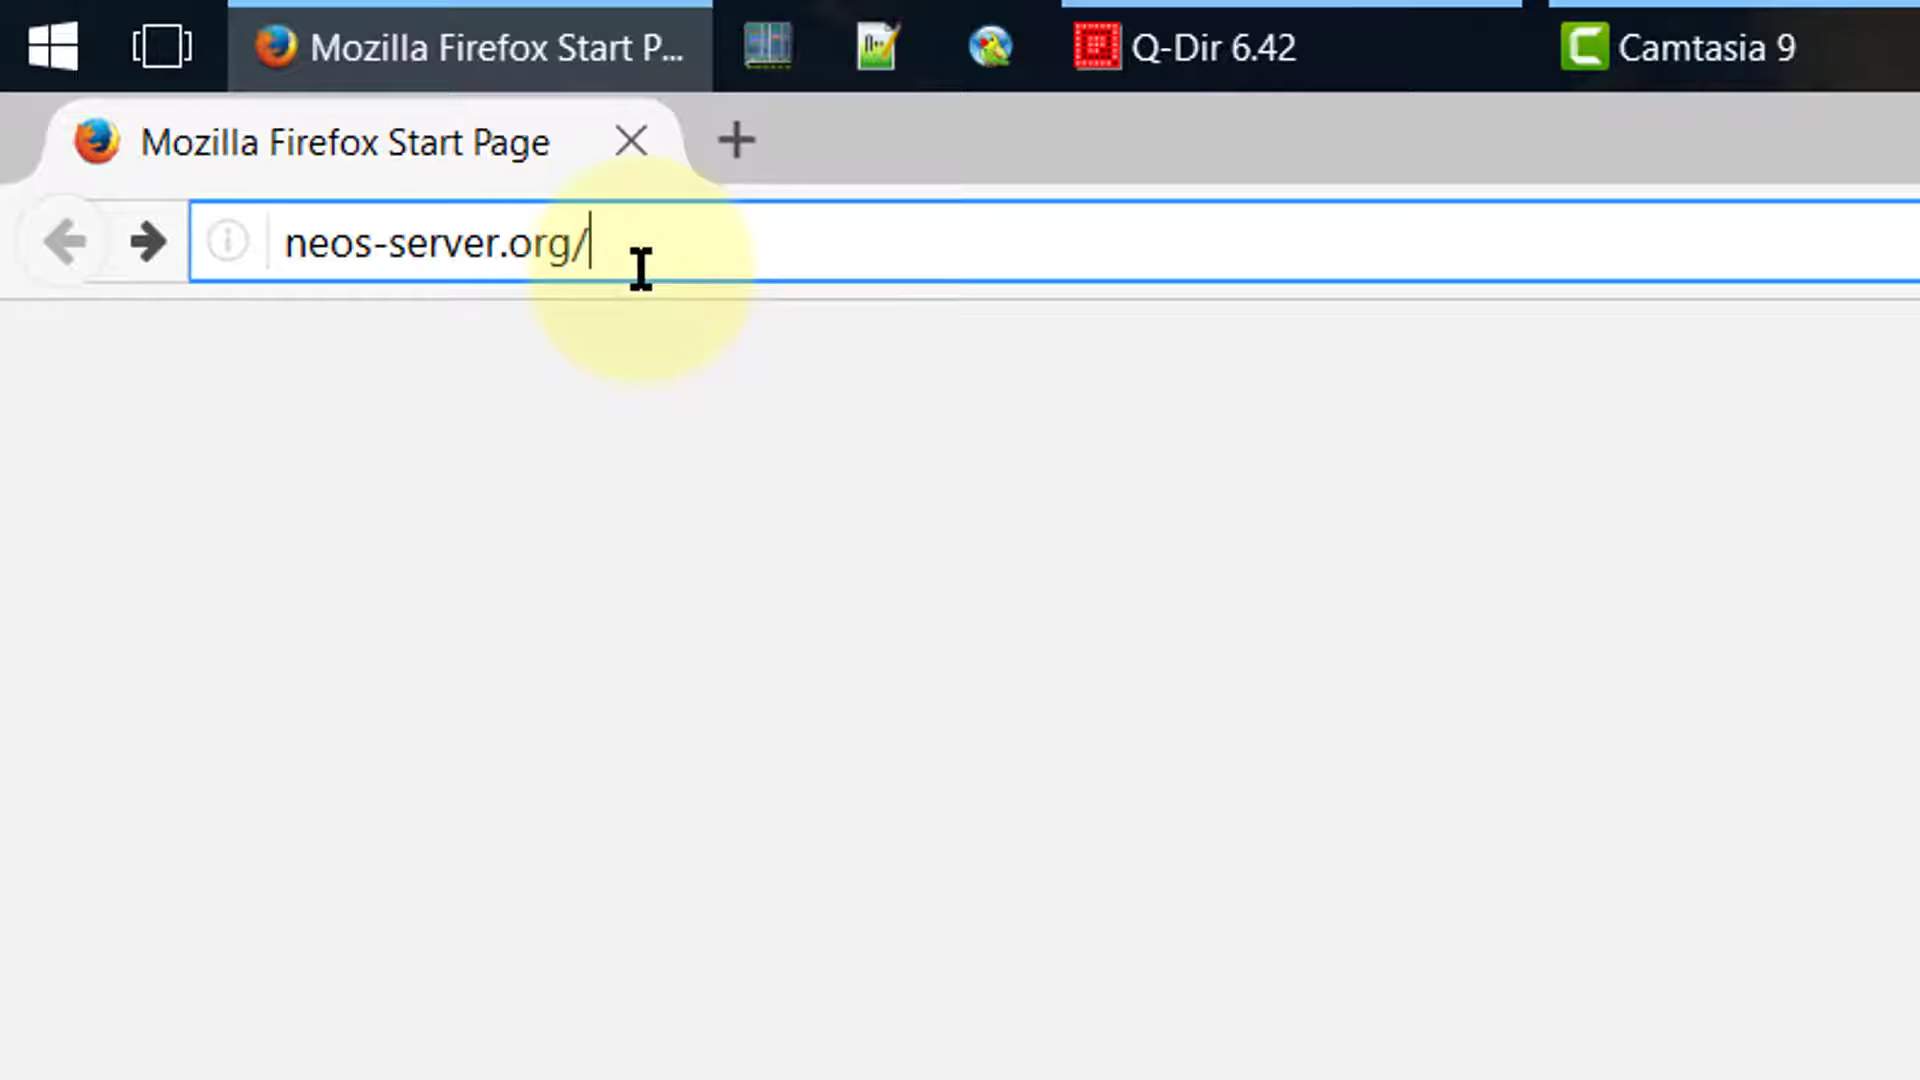 Mozilla Firefox Start P... Q-Dir 6.42 Camtasia 9
Mozilla Firefox Start Page
neos-server.org/